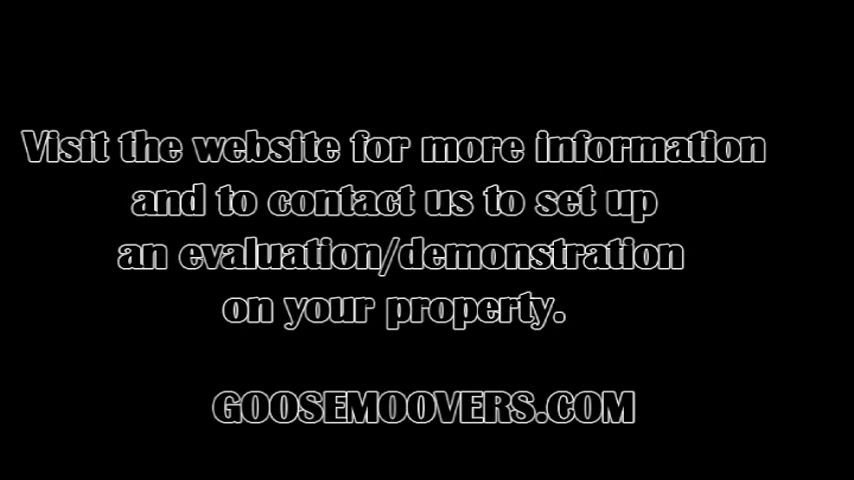 Visit the website for more information
and to contact us to set up
an evaluation/demonstration
on your property.
GOOSEMOOVERS.COM